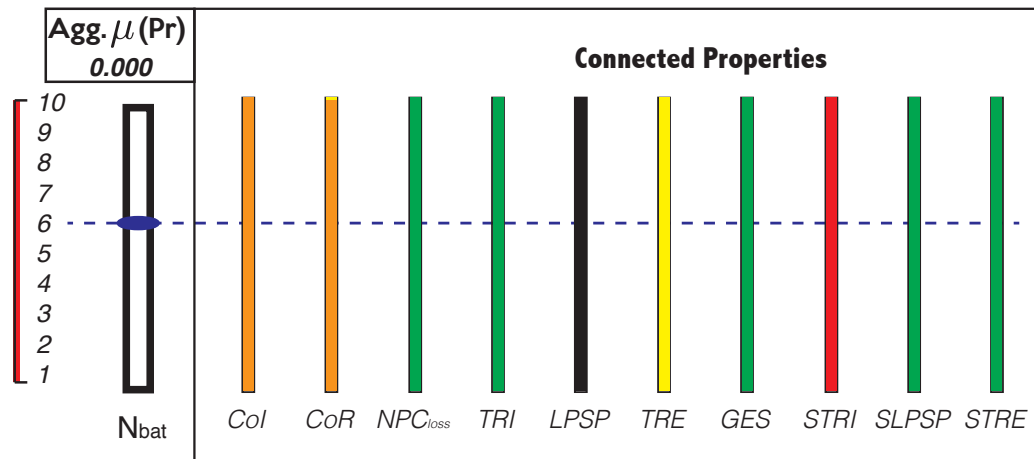 Agg. μ (Pr)
0.000
Connected Properties
10
9
8
7
6
5
4
3
2
1
Nbat
CoI CoR NPCloss TRI LPSP TRE GES STRI SLPSP STRE